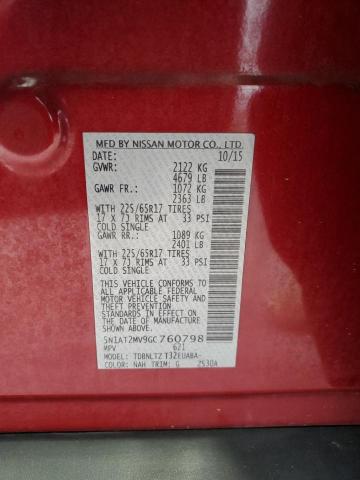 MFD BY NISSAN MOTOR CO., LTD.
DATE: 10/15
GVWR: 2122 KG
4679 LB
GAWR FR.: 1072 KG
2363 LB
WITH 225/65R17 TIRES
17 X 7J RIMS AT 33 PSI
COLD SINGLE
GAWR RR.: 1089 KG
2401 LB
WITH 225/65R17 TIRES
17 X 7J RIMS AT 33 PSI
COLD SINGLE
THIS VEHICLE CONFORMS TO ALL
APPLICABLE FEDERAL MOTOR VEHICLE
SAFETY, BUMPER, AND THEFT PREVENTION
STANDARDS IN EFFECT ON THE DATE OF
MANUFACTURE SHOWN ABOVE.
5N1AT2MV9GC760798
MPV 621
MODEL: TDBNLTZ T32EUABA-
COLOR: NAH TRIM: G 2530A